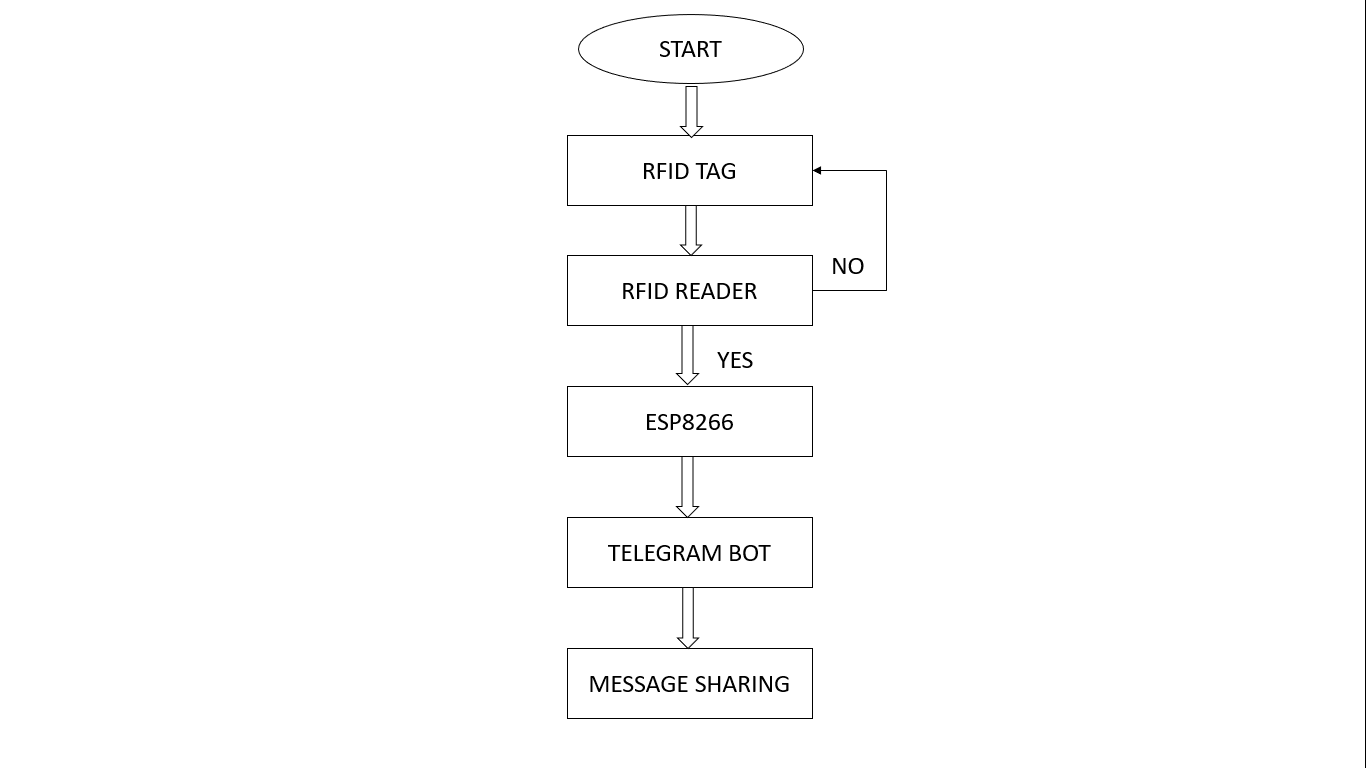 START
RFID TAG
NO
RFID READER
YES
ESP8266
TELEGRAM BOT
MESSAGE SHARING